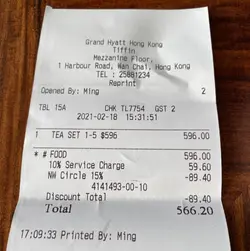 Grand Hyatt Hong Kong
Tiffin
Mezzanine Floor,
1 Harbour Road, Wan Chai, Hong Kong
TEL : 25881234
Reprint
Opened By: Ming 2
TBL 15A CHK TL7754 GST 2
2021-02-18 15:31:51
1 TEA SET 1-5 $596 596.00
* # FOOD 596.00
10% Service Charge 59.60
NW Circle 15% -89.40
4141493-00-10
Discount Total -89.40
Total 566.20
17:09:33 Printed By: Ming